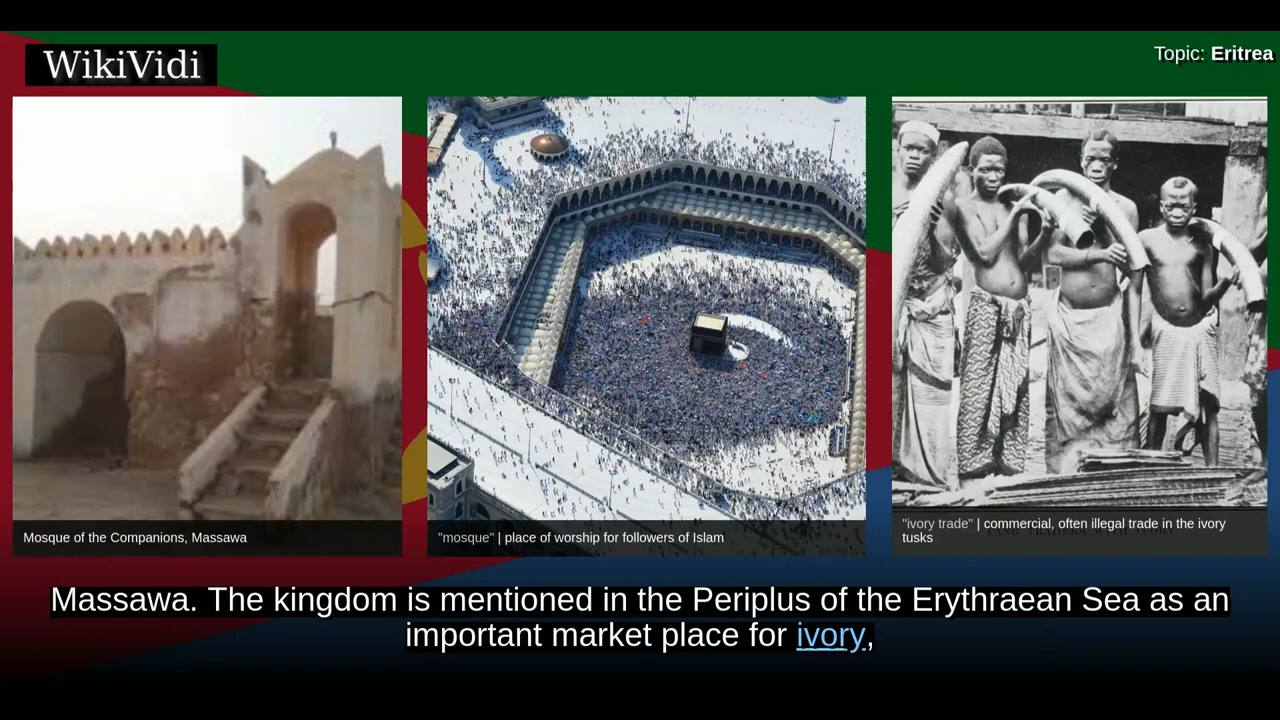 WikiVidi
Topic: Eritrea
Mosque of the Companions, Massawa
"mosque" | place of worship for followers of Islam
"ivory trade" | commercial, often illegal trade in the ivory
tusks
Massawa. The kingdom is mentioned in the Periplus of the Erythraean Sea as an
important market place for ivory,